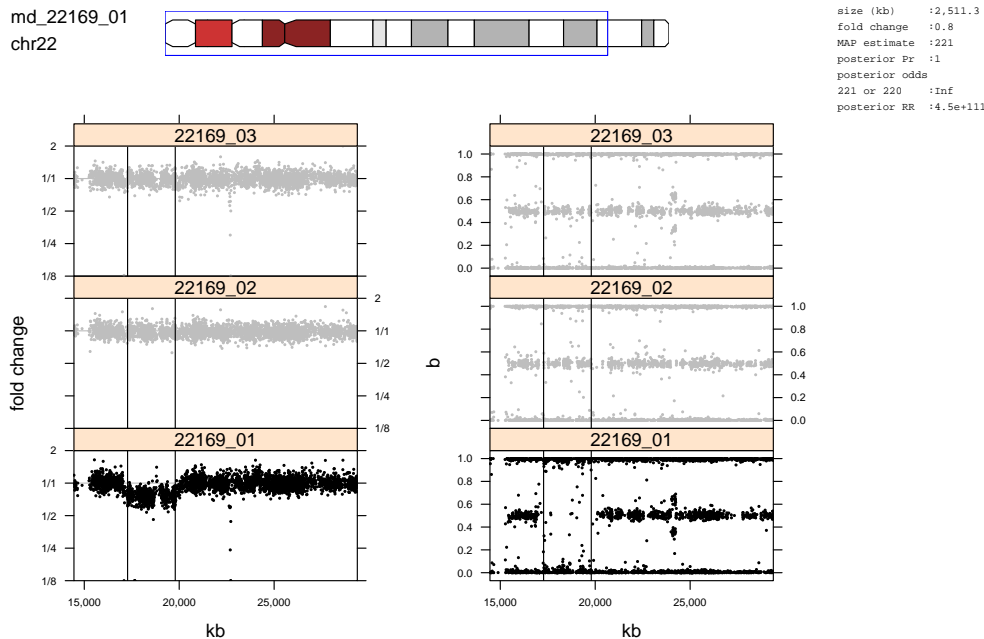 md_22169_01
chr22
size (kb) :2,511.3
fold change :0.8
MAP estimate :221
posterior Pr :1
posterior odds
221 or 220 :Inf
posterior RR :4.5e+111
fold change
22169_03
2
1/1
1/2
1/4
1/8
22169_02
2
1/1
1/2
1/4
1/8
22169_01
2
1/1
1/2
1/4
1/8
15,000 20,000 25,000
kb
b
22169_03
1.0
0.8
0.6
0.4
0.2
0.0
22169_02
1.0
0.8
0.6
0.4
0.2
0.0
22169_01
1.0
0.8
0.6
0.4
0.2
0.0
15,000 20,000 25,000
kb